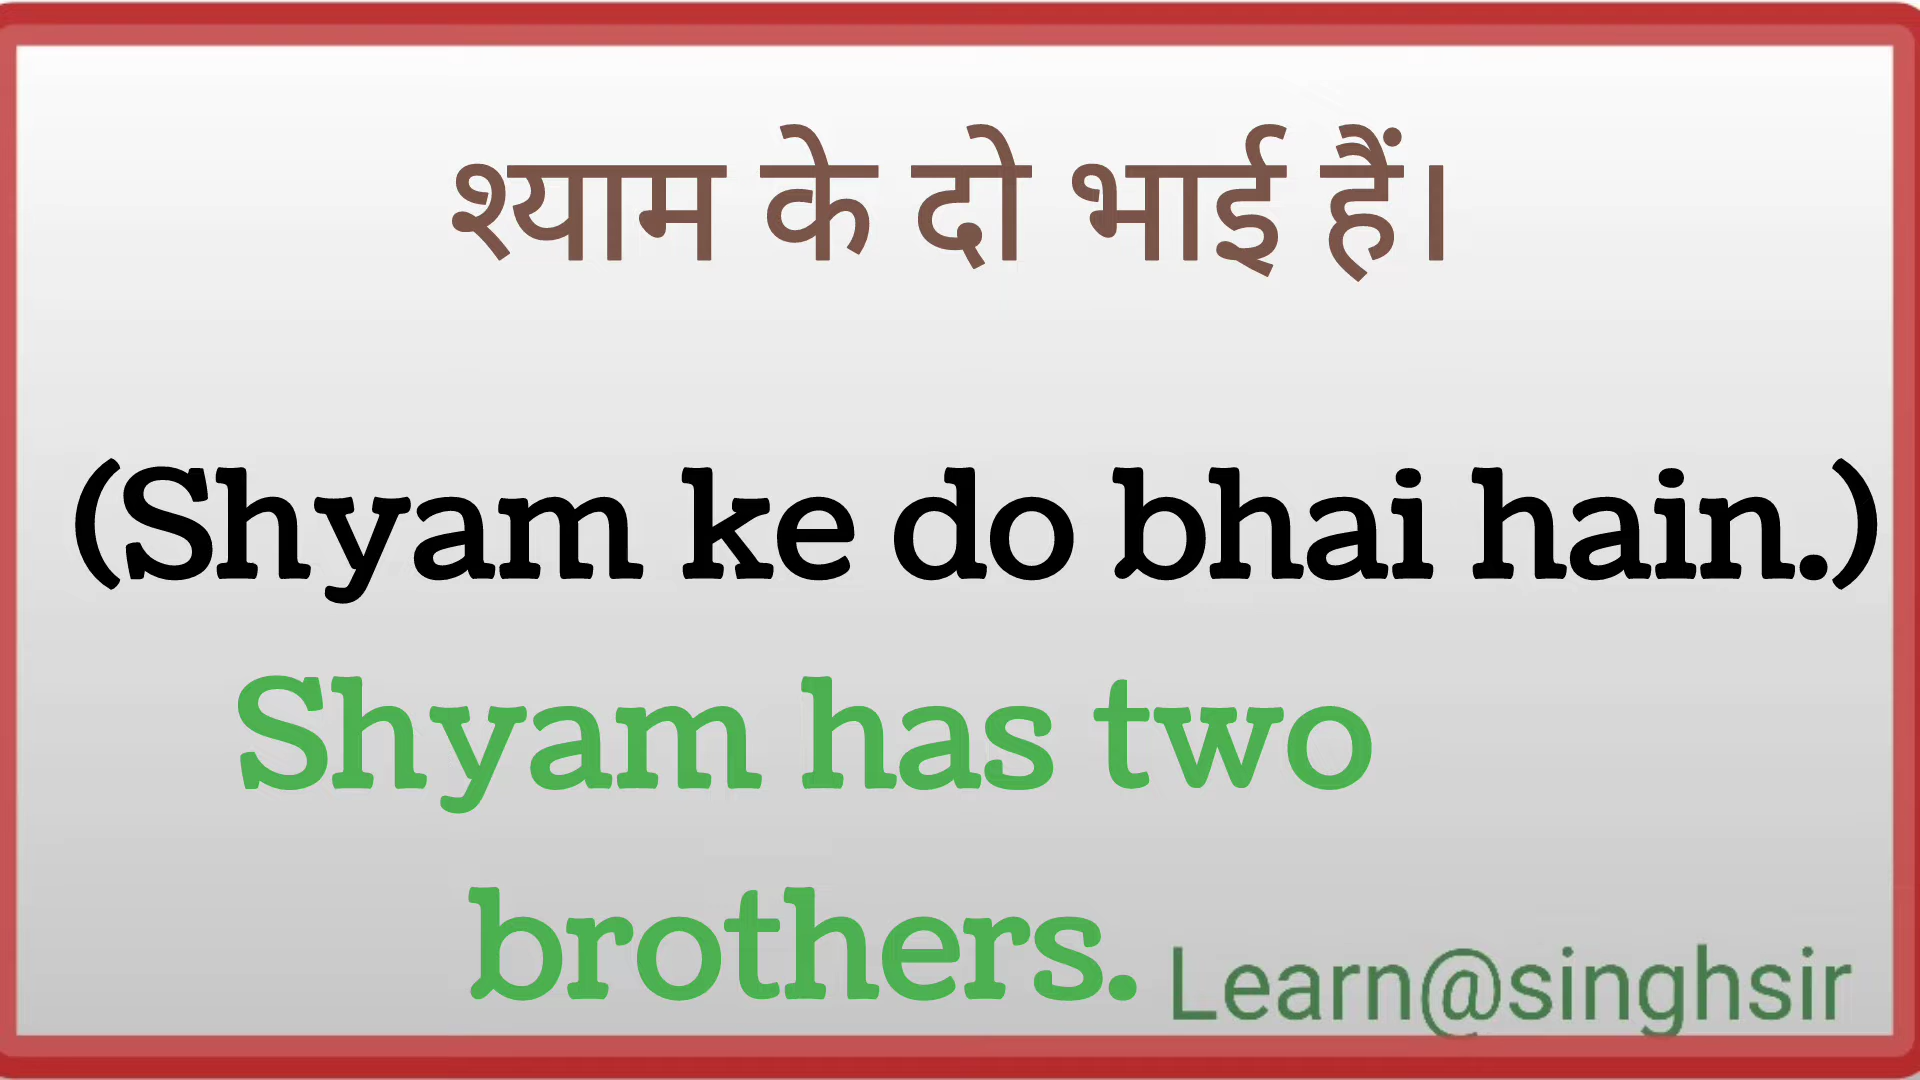 श्याम के दो भाई हैं।
(Shyam ke do bhai hain.)
Shyam has two
brothers.
Learn@singhsir